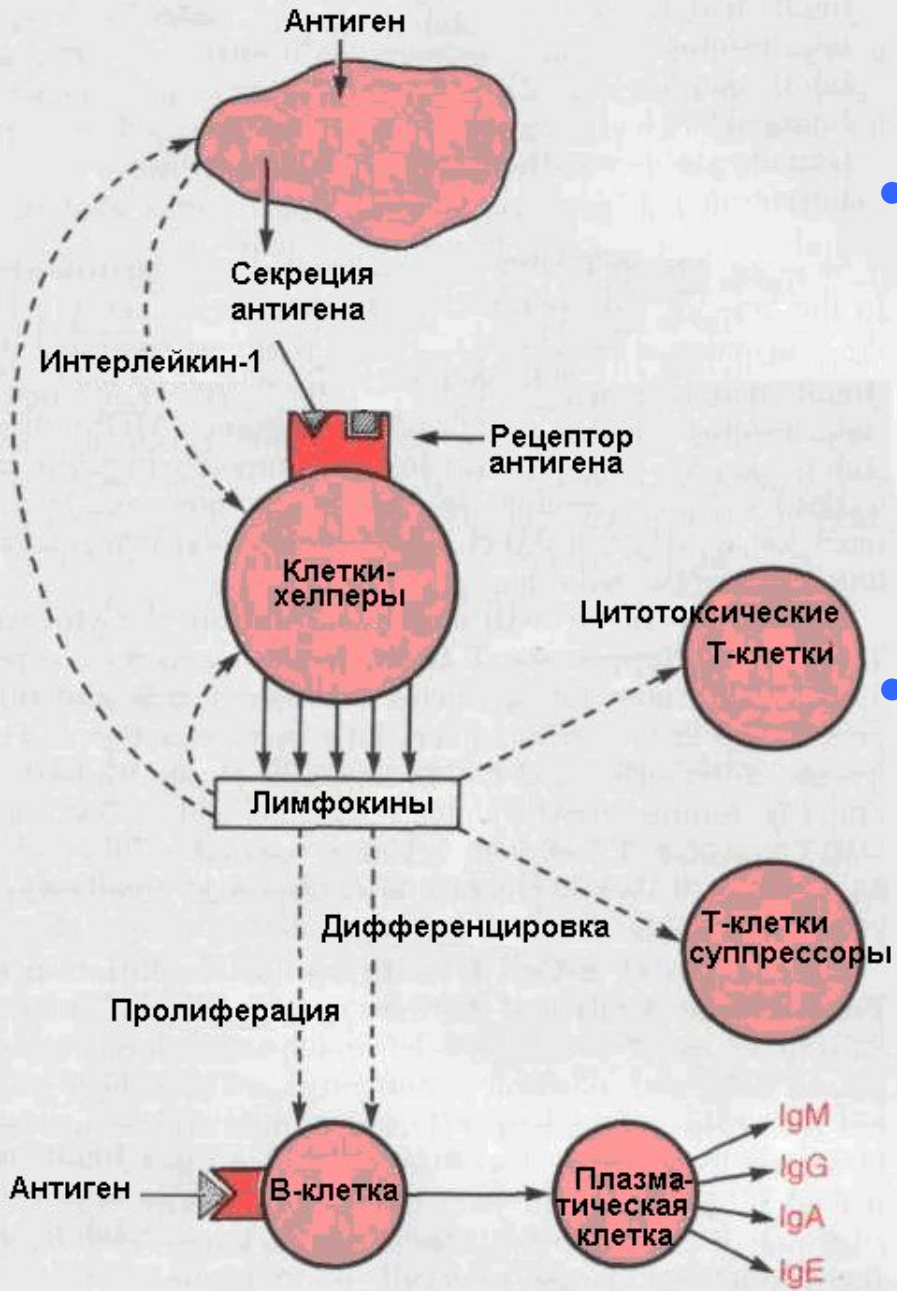 Антиген
Секреция
антигена
Интерлейкин-1
Рецептор
антигена
Клетки-
хелперы
Цитотоксические
Т-клетки
Лимфокины
Дифференцировка
Т-клетки
суппрессоры
Пролиферация
Антиген
В-клетка
Плазма-
тическая
клетка
IgM
IgG
IgA
IgE